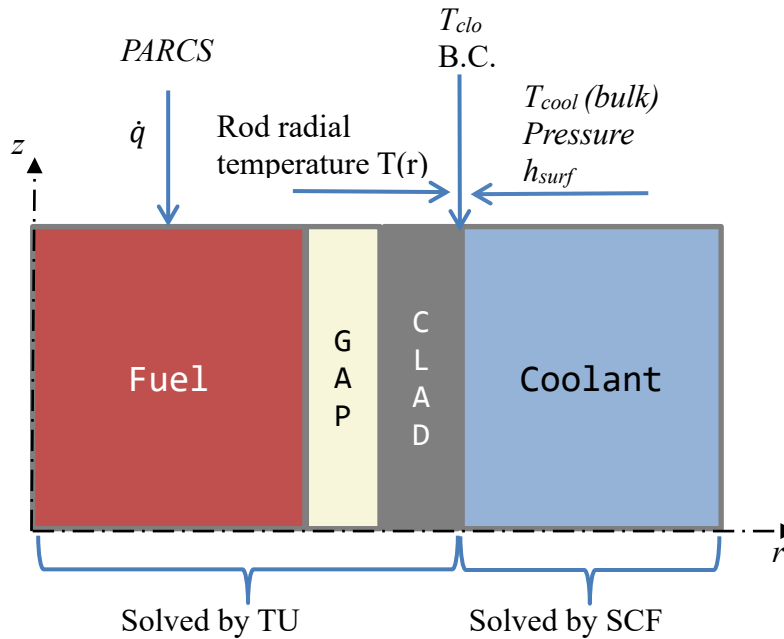 PARCS
T_clo
B.C.
q̇
Rod radial
temperature T(r)
T_cool (bulk)
Pressure
h_surf
z
Fuel
G
A
P
C
L
A
D
Coolant
r
Solved by TU
Solved by SCF